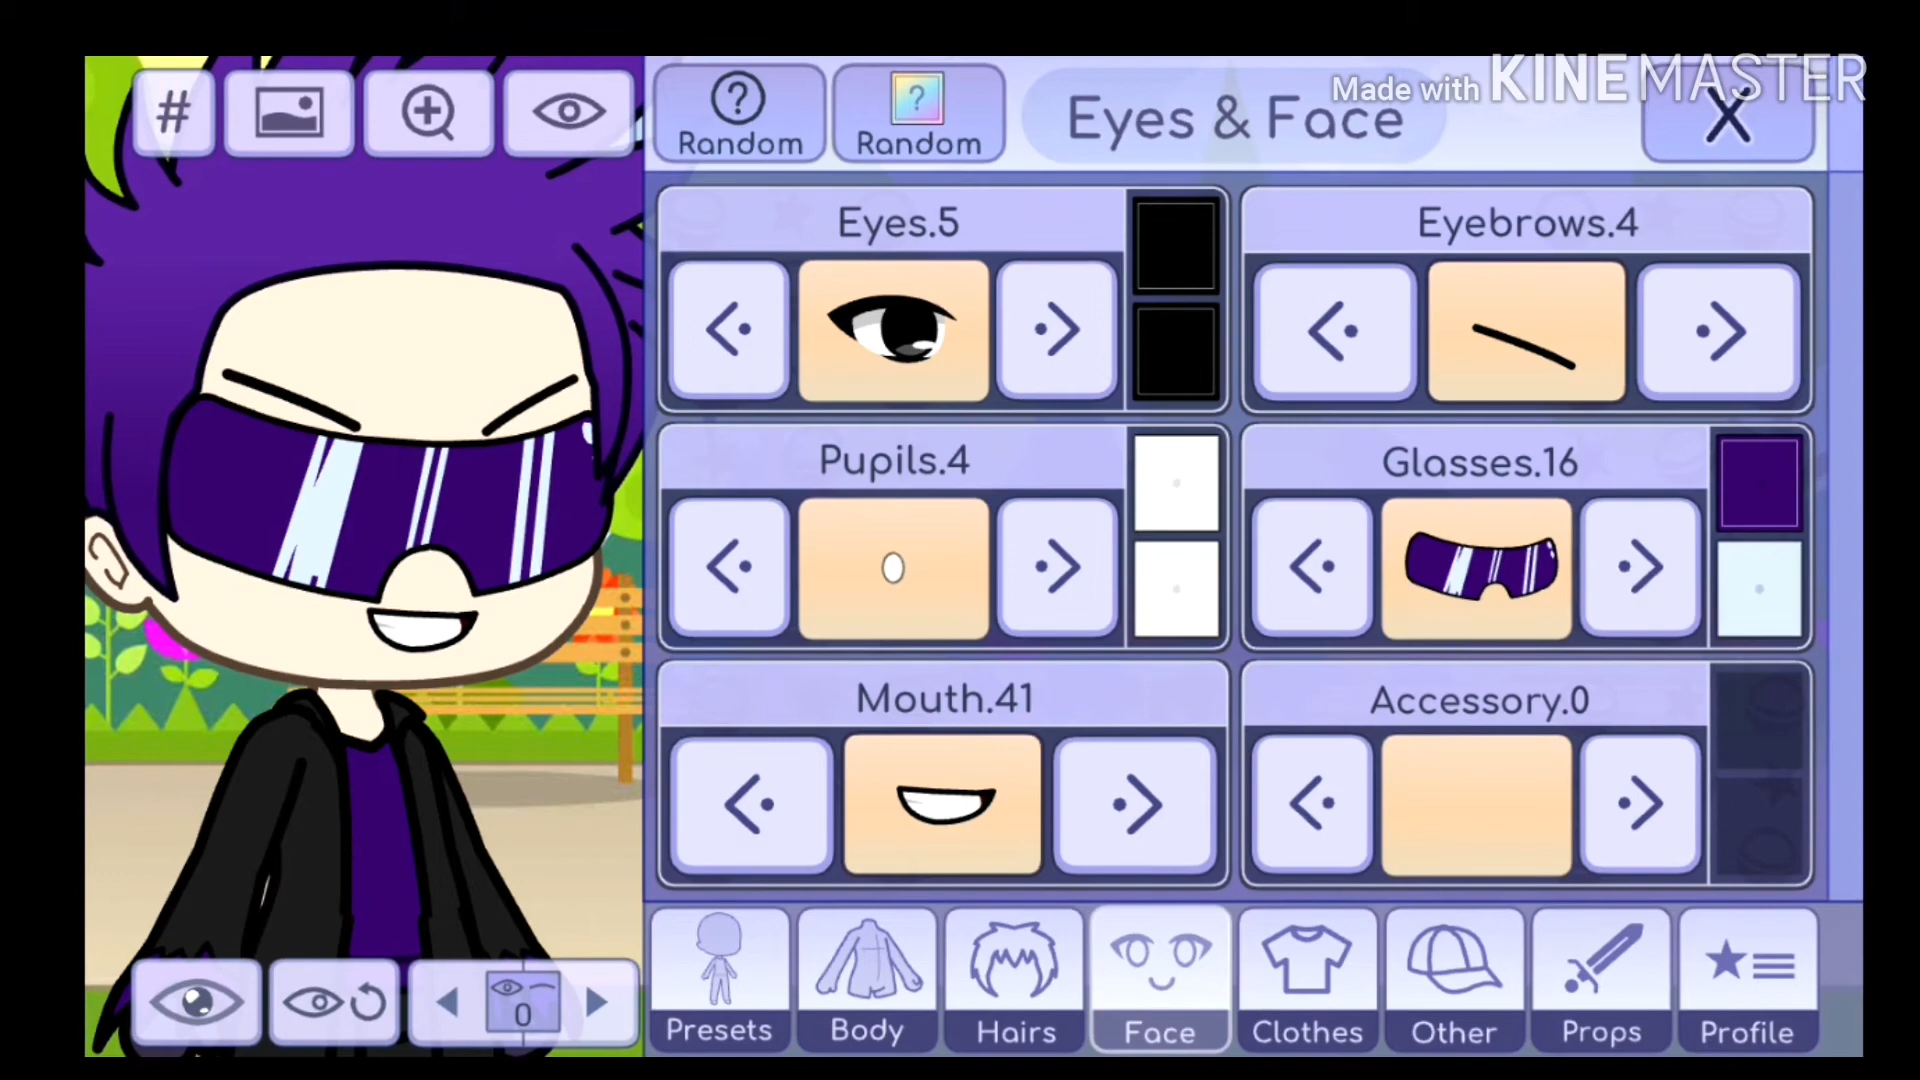 #
?
Random
?
Random
Eyes & Face
Made with KINEMASTER
X
Eyes.5
Eyebrows.4
Pupils.4
Glasses.16
Mouth.41
Accessory.0
0
Presets
Body
Hairs
Face
Clothes
Other
Props
Profile